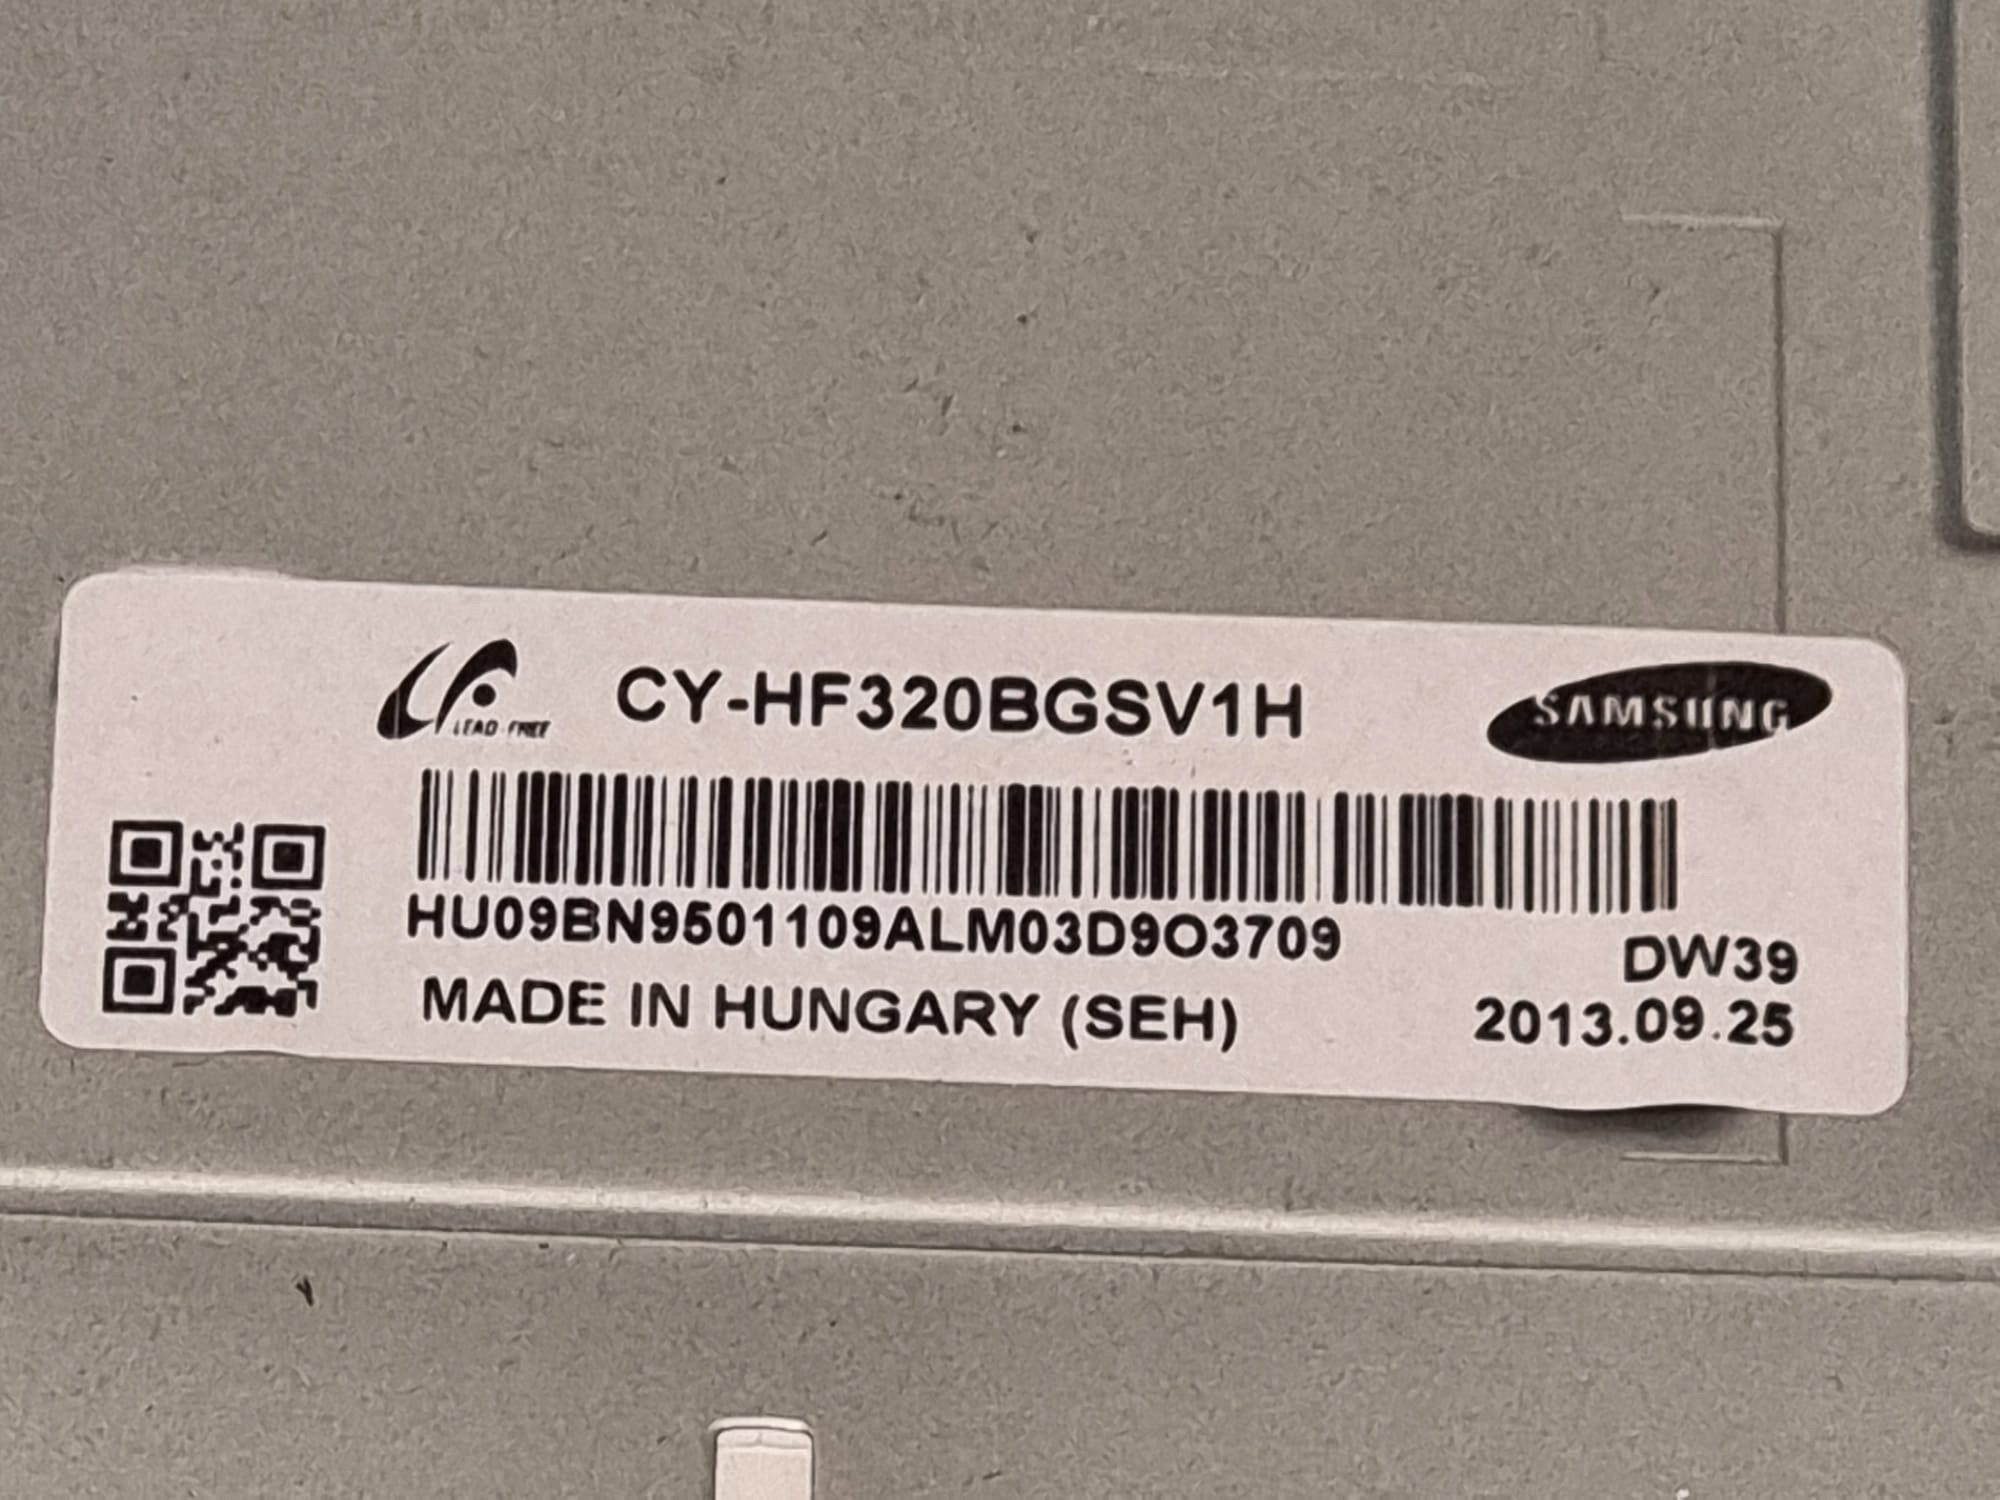 LEAD-FREE
CY-HF320BGSV1H
SAMSUNG
HU09BN9501109ALM03D9O3709
DW39
MADE IN HUNGARY (SEH)
2013.09.25